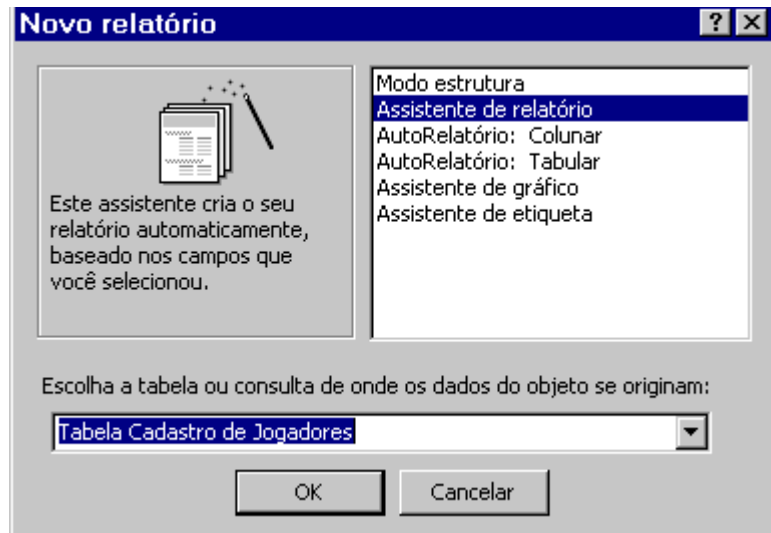 Novo relatório
Este assistente cria o seu
relatório automaticamente,
baseado nos campos que
você selecionou.
Modo estrutura
Assistente de relatório
AutoRelatório: Colunar
AutoRelatório: Tabular
Assistente de gráfico
Assistente de etiqueta
Escolha a tabela ou consulta de onde os dados do objeto se originam:
Tabela Cadastro de Jogadores
OK
Cancelar